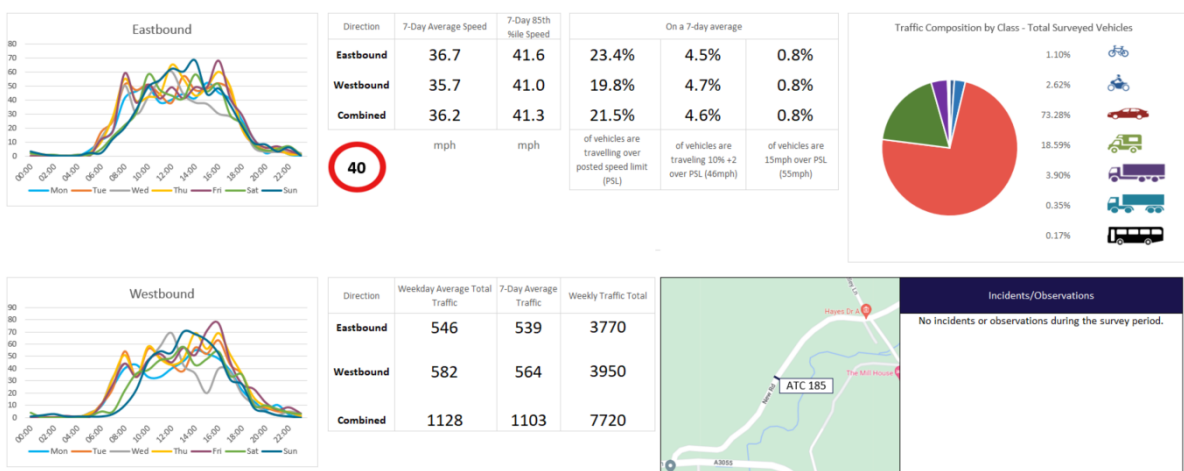 Eastbound
80
70
60
50
40
30
20
10
0
00:00 02:00 04:00 06:00 08:00 10:00 12:00 14:00 16:00 18:00 20:00 22:00
Mon Tue Wed Thu Fri Sat Sun
Direction 7-Day Average Speed 7-Day 85th %ile Speed On a 7-day average
Eastbound 36.7 41.6 23.4% 4.5% 0.8%
Westbound 35.7 41.0 19.8% 4.7% 0.8%
Combined 36.2 41.3 21.5% 4.6% 0.8%
mph mph
40
of vehicles are
travelling over
posted speed limit
(PSL)
of vehicles are
traveling 10% +2
over PSL (46mph)
of vehicles are
15mph over PSL
(55mph)
Traffic Composition by Class - Total Surveyed Vehicles
1.10%
2.62%
73.28%
18.59%
3.90%
0.35%
0.17%
Westbound
90
80
70
60
50
40
30
20
10
0
00:00 02:00 04:00 06:00 08:00 10:00 12:00 14:00 16:00 18:00 20:00 22:00
Mon Tue Wed Thu Fri Sat Sun
Direction Weekday Average Total Traffic 7-Day Average Traffic Weekly Traffic Total
Eastbound 546 539 3770
Westbound 582 564 3950
Combined 1128 1103 7720
Hayes Dr A
The Mill House
ATC 185
New Rd
A3055
Incidents/Observations
No incidents or observations during the survey period.